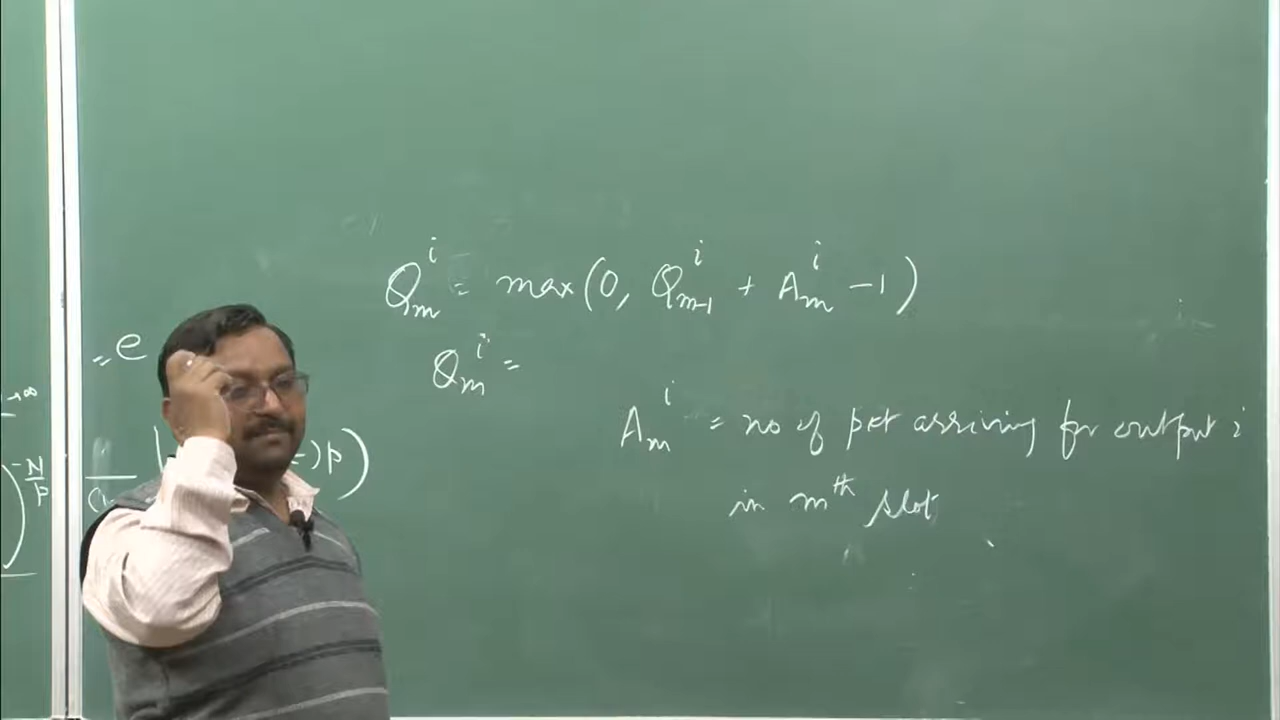 Q_m^i = max(0, Q_{m-1}^i + A_m^i - 1)
= e
Q_m^i =
A_m^i = no of pkt arriving for output i
in m^th slot
→∞
)^{-N/p}
)p)